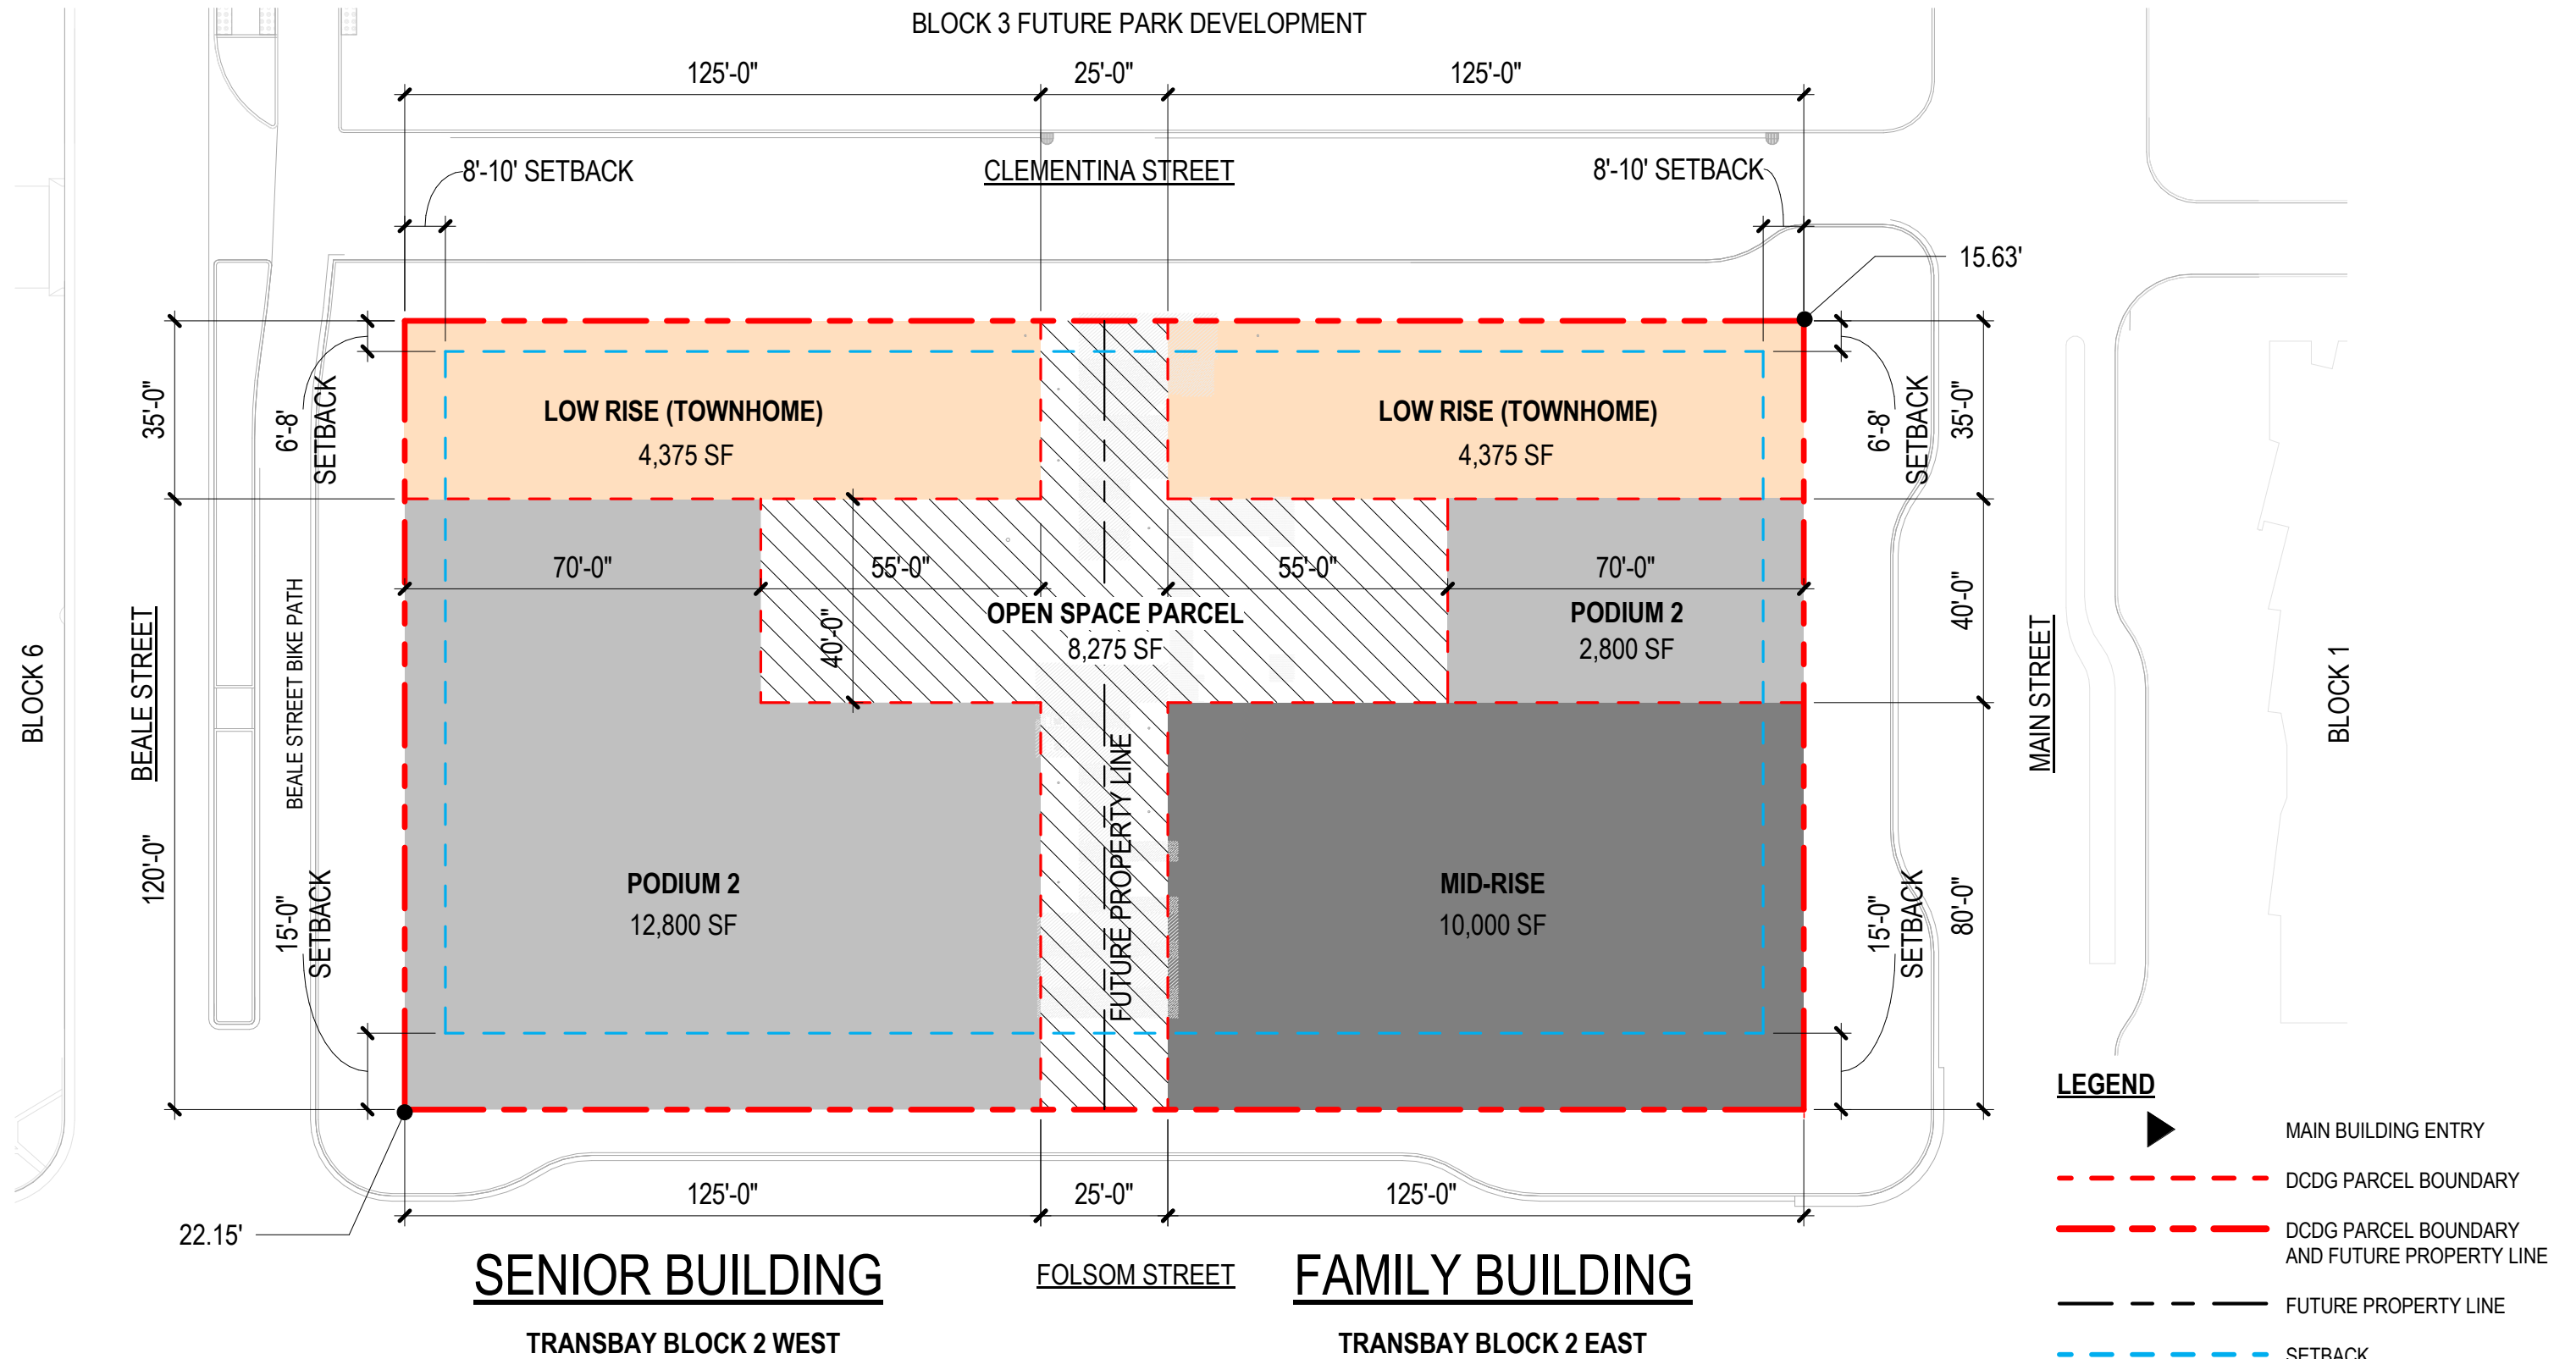 BLOCK 3 FUTURE PARK DEVELOPMENT
125'-0"
25'-0"
125'-0"
8'-10' SETBACK
CLEMENTINA STREET
8'-10' SETBACK
15.63'
35'-0"
6'-8'
SETBACK
LOW RISE (TOWNHOME)
4,375 SF
LOW RISE (TOWNHOME)
4,375 SF
6'-8'
SETBACK
35'-0"
70'-0"
55'-0"
55'-0"
70'-0"
40'-0"
OPEN SPACE PARCEL
8,275 SF
PODIUM 2
2,800 SF
40'-0"
BLOCK 6
BEALE STREET
BEALE STREET BIKE PATH
MAIN STREET
BLOCK 1
120'-0"
15'-0"
SETBACK
PODIUM 2
12,800 SF
FUTURE PROPERTY LINE
MID-RISE
10,000 SF
15'-0"
SETBACK
80'-0"
125'-0"
25'-0"
125'-0"
22.15'
SENIOR BUILDING
TRANSBAY BLOCK 2 WEST
FOLSOM STREET
FAMILY BUILDING
TRANSBAY BLOCK 2 EAST
LEGEND
MAIN BUILDING ENTRY
DCDG PARCEL BOUNDARY
DCDG PARCEL BOUNDARY
AND FUTURE PROPERTY LINE
FUTURE PROPERTY LINE
SETBACK